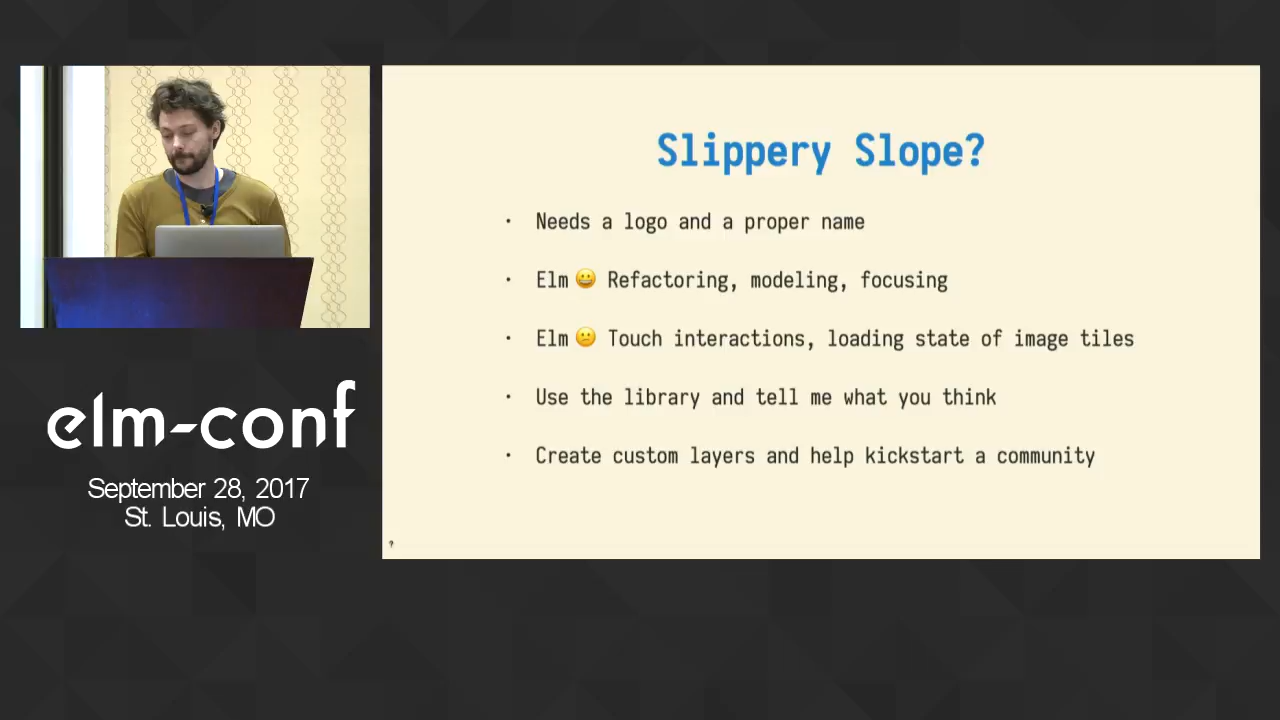 elm-conf
September 28, 2017
St. Louis, MO
Slippery Slope?
· Needs a logo and a proper name
· Elm 😀 Refactoring, modeling, focusing
· Elm 😕 Touch interactions, loading state of image tiles
· Use the library and tell me what you think
· Create custom layers and help kickstart a community
?